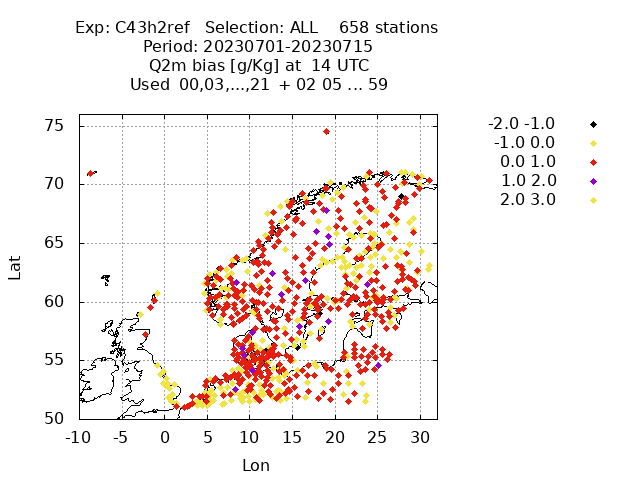 Exp: C43h2ref   Selection: ALL    658 stations
Period: 20230701-20230715
Q2m bias [g/Kg] at  14 UTC
Used  00,03,...,21  + 02 05 ... 59
-2.0 -1.0
-1.0 0.0
0.0 1.0
1.0 2.0
2.0 3.0
75
70
65
60
55
50
Lat
-10 -5 0 5 10 15 20 25 30
Lon